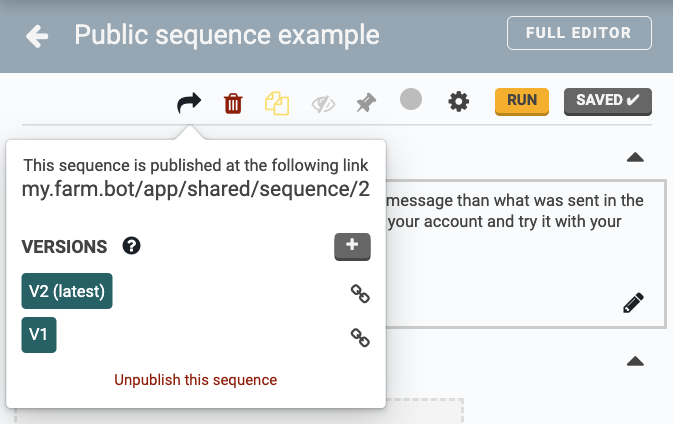 Public sequence example
FULL EDITOR
RUN
SAVED ✔
This sequence is published at the following link
my.farm.bot/app/shared/sequence/2
message than what was sent in the
your account and try it with your
VERSIONS ?
+
V2 (latest)
V1
Unpublish this sequence